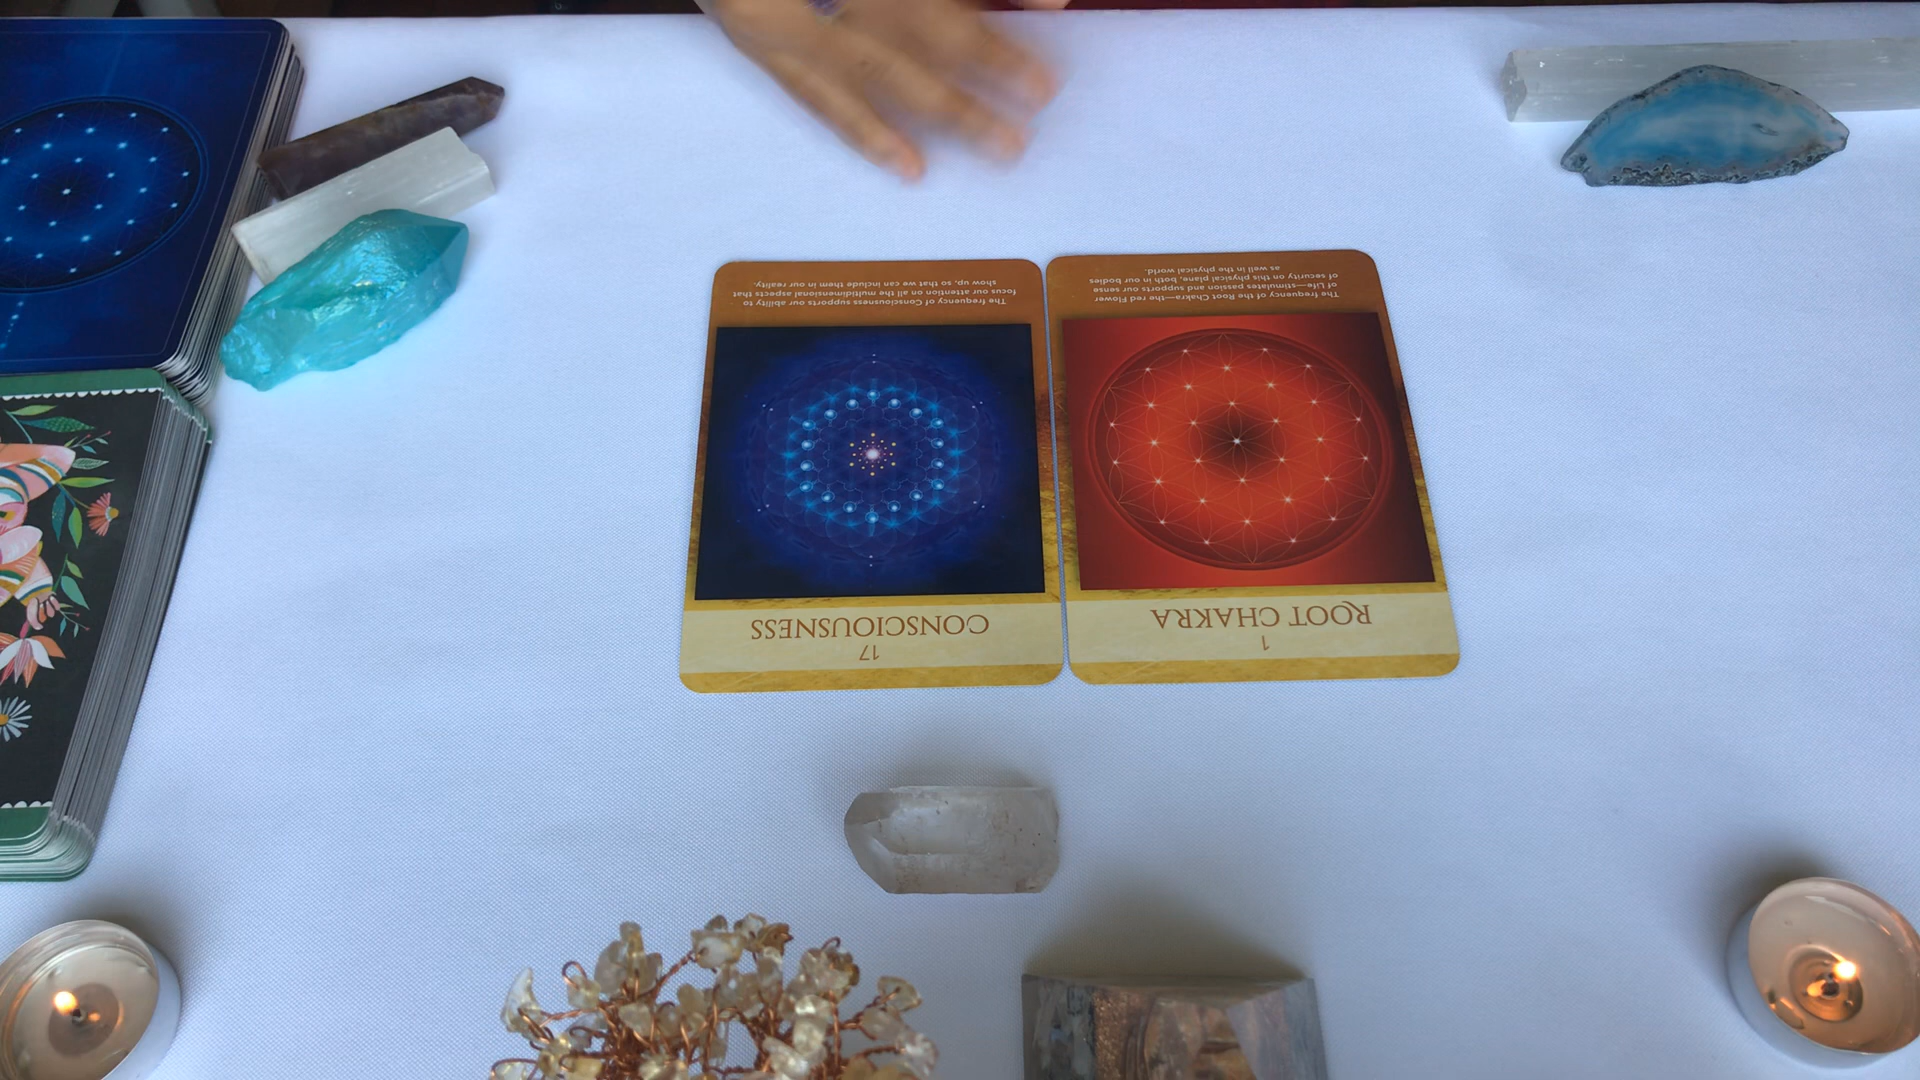 17
CONSCIOUSNESS
The frequency of Consciousness supports our ability to
focus our attention on all the multidimensional aspects that
show up, so that we can include them in our reality.
1
ROOT CHAKRA
The frequency of the Root Chakra—the red Flower
of Life—stimulates passion and supports our sense
of security on this physical plane, both in our bodies
as well in the physical world.